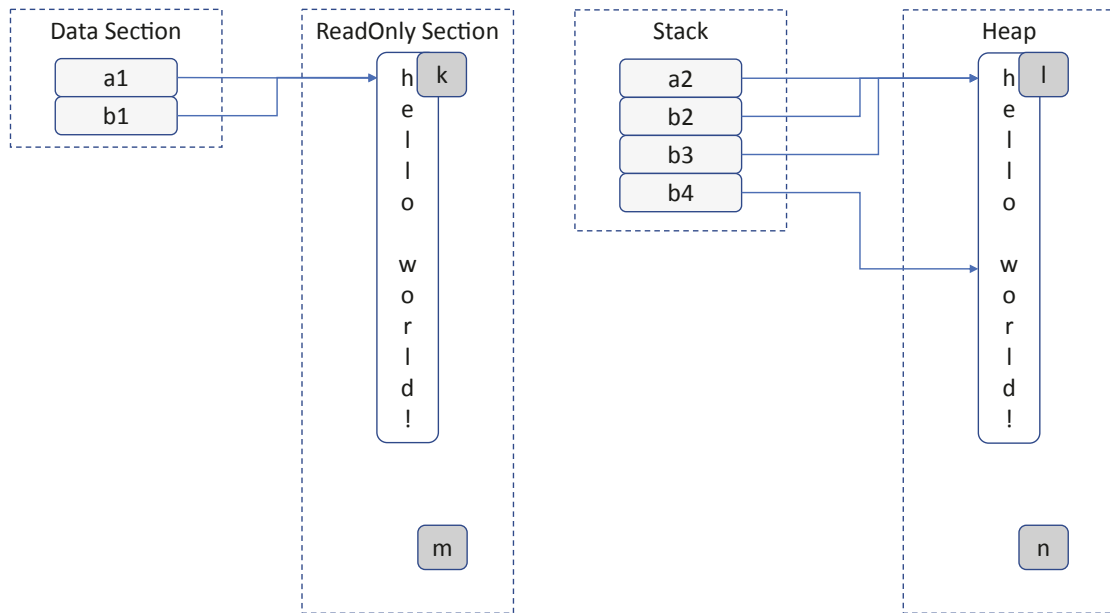 Data Section
a1
b1
ReadOnly Section
k
h
e
l
l
o
w
o
r
l
d
!
m
Stack
a2
b2
b3
b4
Heap
l
h
e
l
l
o
w
o
r
l
d
!
n